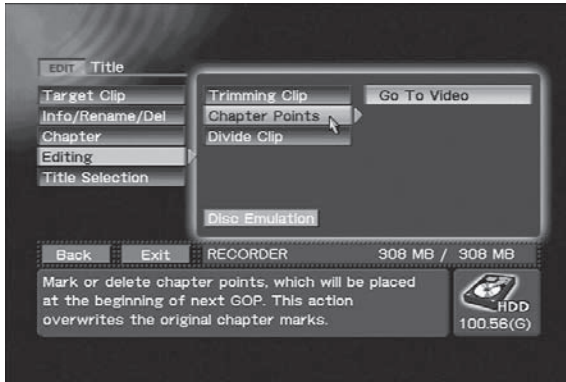 EDIT Title
Target Clip
Info/Rename/Del
Chapter
Editing
Title Selection
Trimming Clip
Chapter Points
Divide Clip
Go To Video
Disc Emulation
Back Exit RECORDER 308 MB / 308 MB
Mark or delete chapter points, which will be placed
at the beginning of next GOP. This action
overwrites the original chapter marks.
HDD
100.56(G)